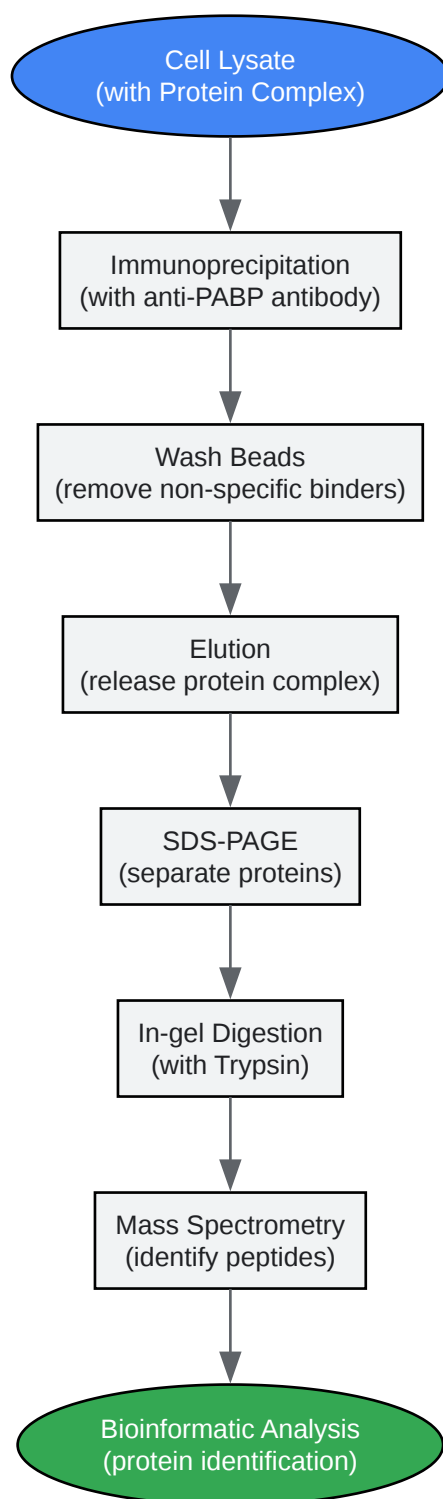 Cell Lysate
(with Protein Complex)
Immunoprecipitation
(with anti-PABP antibody)
Wash Beads
(remove non-specific binders)
Elution
(release protein complex)
SDS-PAGE
(separate proteins)
In-gel Digestion
(with Trypsin)
Mass Spectrometry
(identify peptides)
Bioinformatic Analysis
(protein identification)